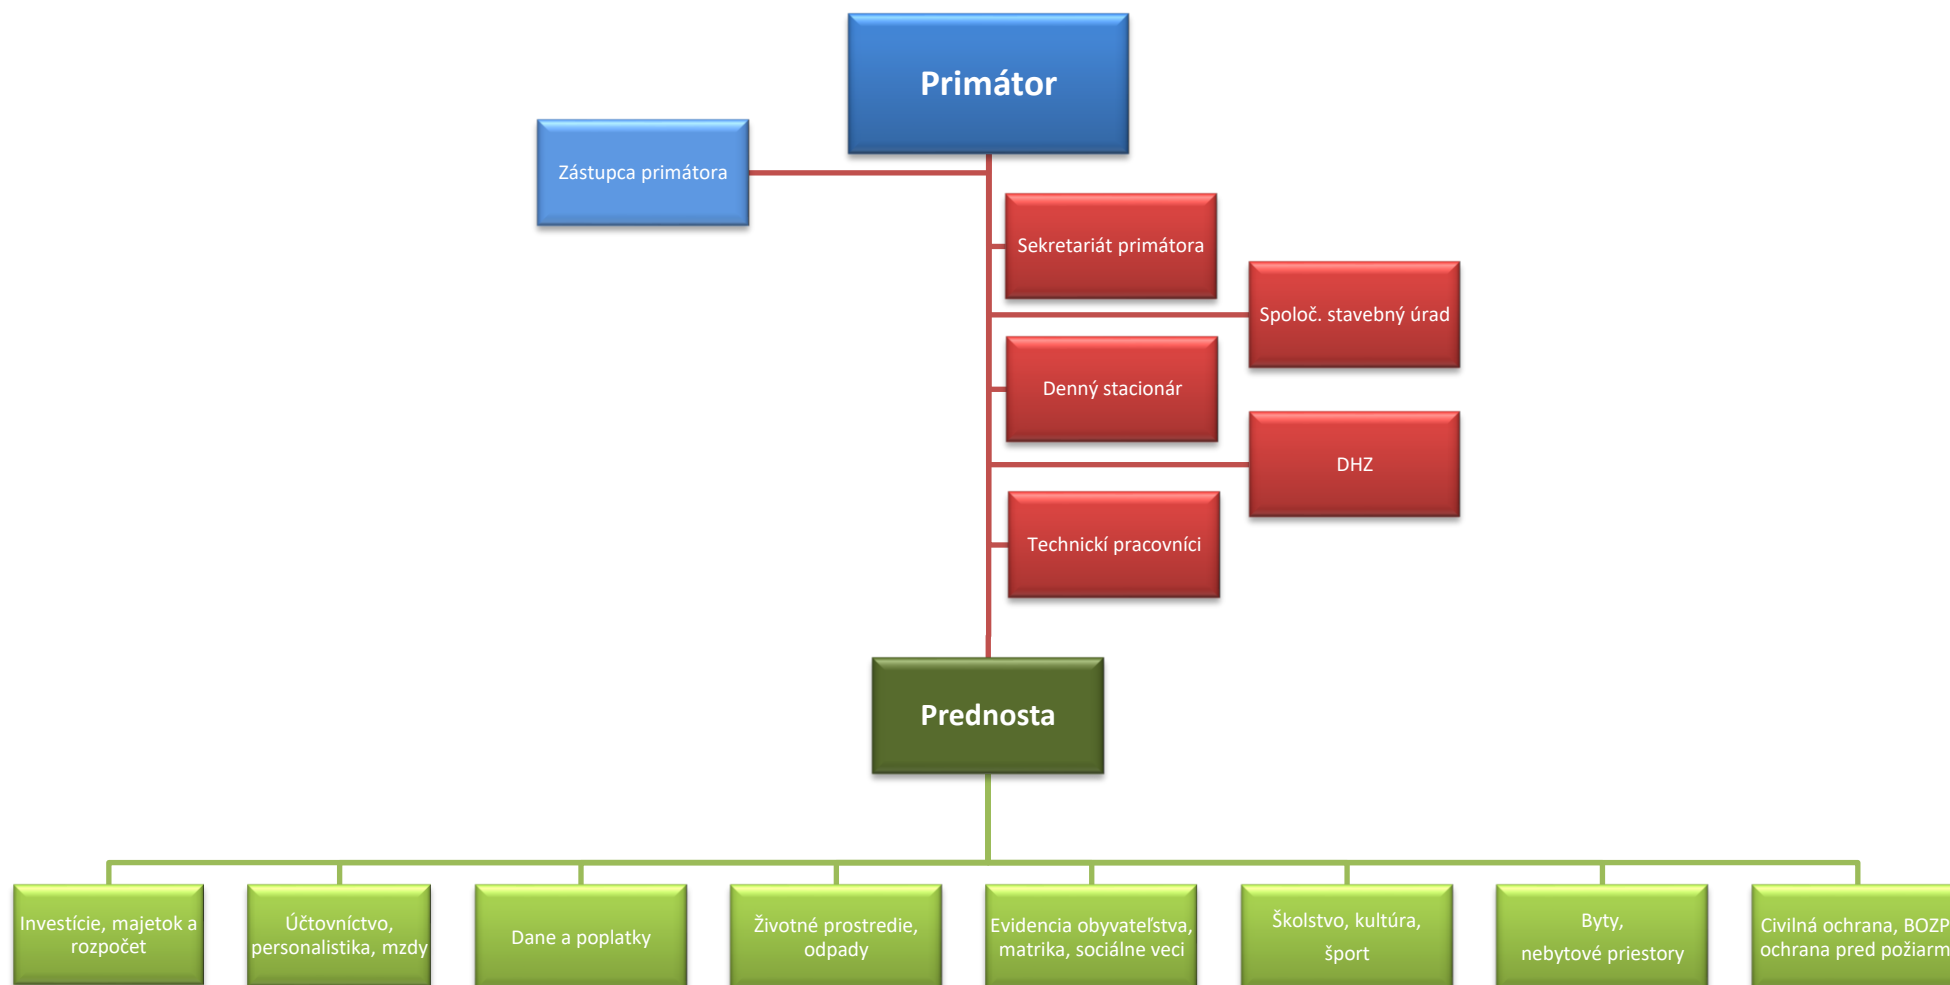 Primátor
Zástupca primátora
Sekretariát primátora
Spoloč. stavebný úrad
Denný stacionár
DHZ
Technickí pracovníci
Prednosta
Investície, majetok a
rozpočet
Účtovníctvo,
personalistika, mzdy
Dane a poplatky
Životné prostredie,
odpady
Evidencia obyvateľstva,
matrika, sociálne veci
Školstvo, kultúra,
šport
Byty,
nebytové priestory
Civilná ochrana, BOZP
ochrana pred